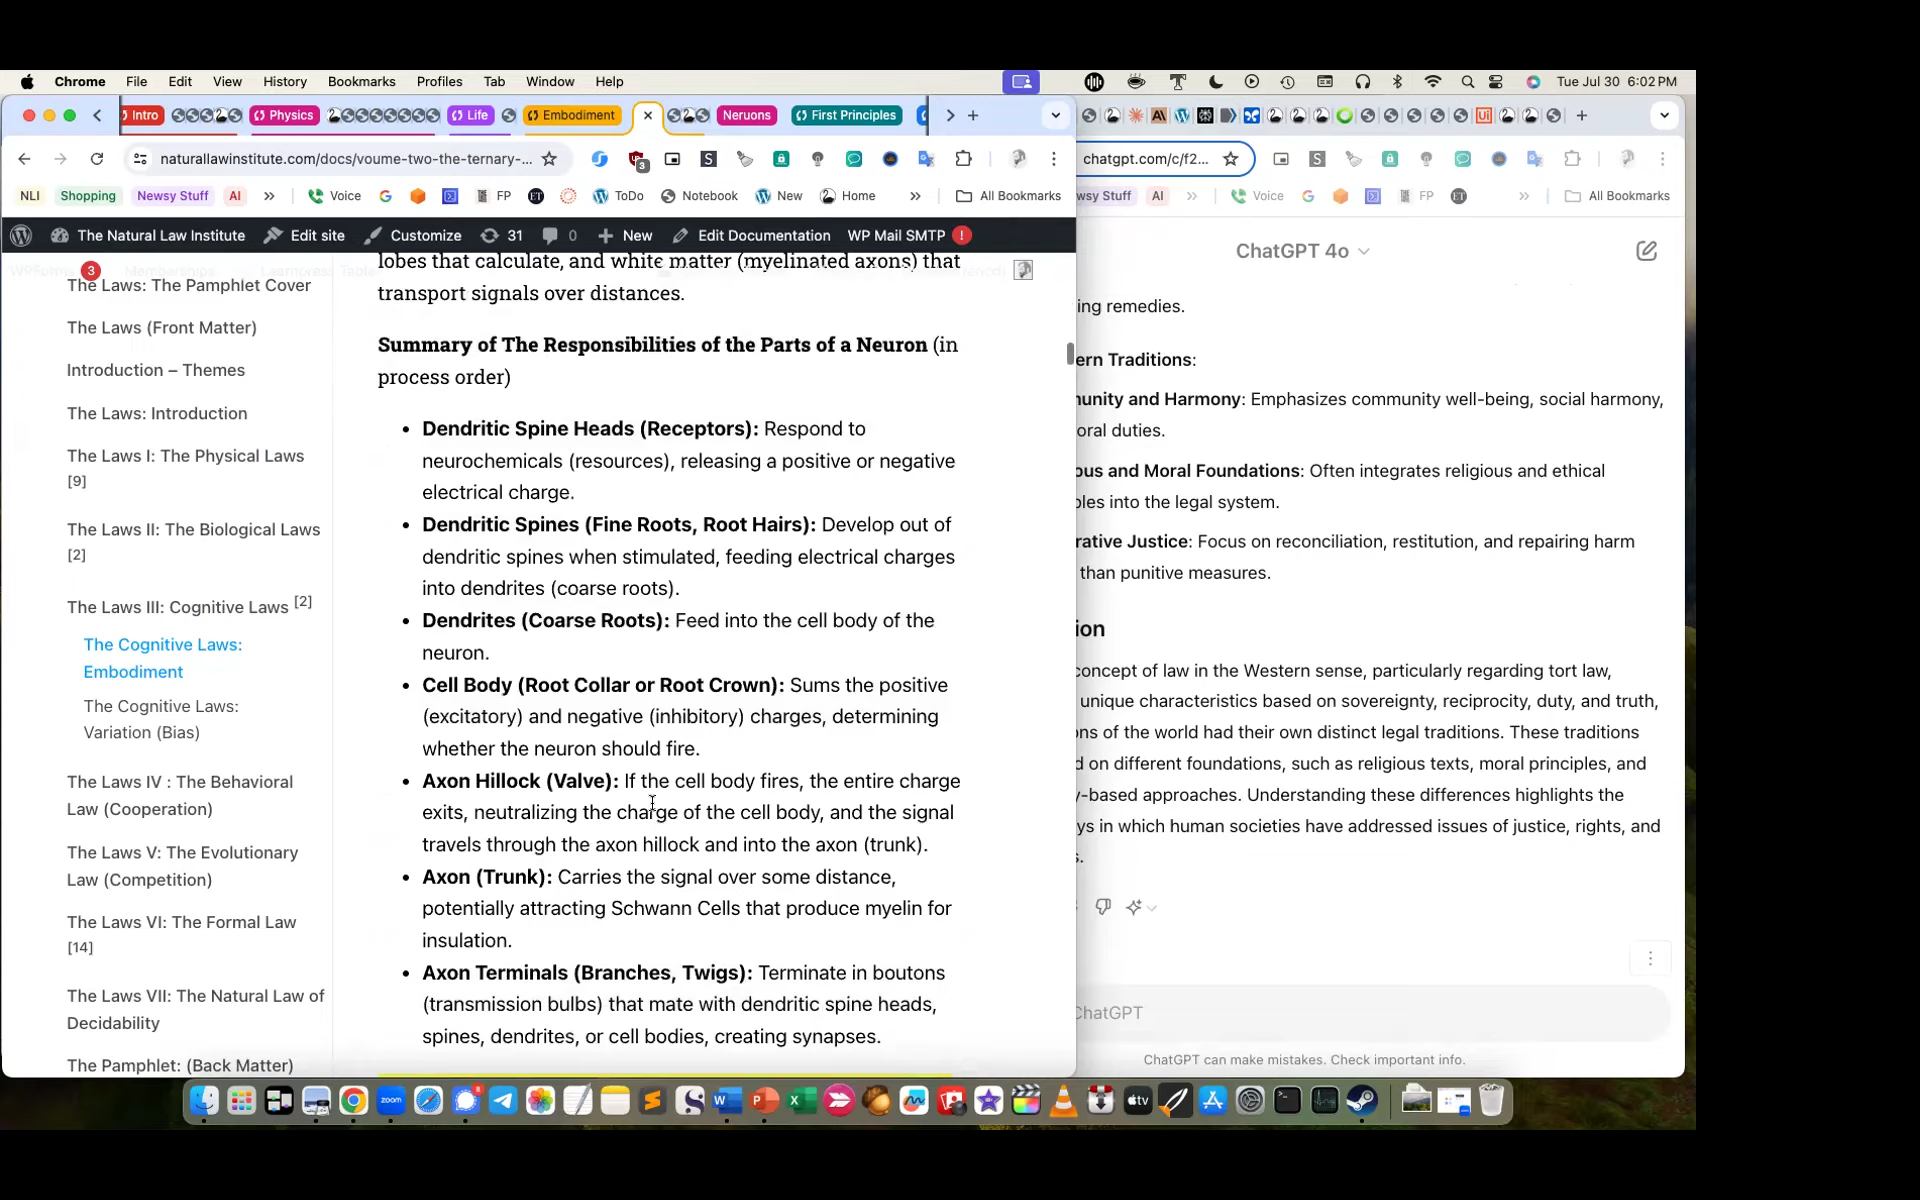 Chrome File Edit View History Bookmarks Profiles Tab Window Help
Tue Jul 30 6:02 PM
Intro Physics Life Embodiment Neruons First Principles
naturallawinstitute.com/docs/voume-two-the-ternary-...
3
chatgpt.com/c/f2...
NLI Shopping Newsy Stuff AI Voice FP ToDo Notebook New Home All Bookmarks
wsy Stuff AI Voice FP All Bookmarks
The Natural Law Institute Edit site Customize 31 0 New Edit Documentation WP Mail SMTP !
3
The Laws: The Pamphlet Cover
The Laws (Front Matter)
Introduction – Themes
The Laws: Introduction
The Laws I: The Physical Laws
[9]
The Laws II: The Biological Laws
[2]
The Laws III: Cognitive Laws [2]
The Cognitive Laws:
Embodiment
The Cognitive Laws:
Variation (Bias)
The Laws IV : The Behavioral
Law (Cooperation)
The Laws V: The Evolutionary
Law (Competition)
The Laws VI: The Formal Law
[14]
The Laws VII: The Natural Law of
Decidability
The Pamphlet: (Back Matter)
lobes that calculate, and white matter (myelinated axons) that
transport signals over distances.
Summary of The Responsibilities of the Parts of a Neuron (in
process order)
• Dendritic Spine Heads (Receptors): Respond to
neurochemicals (resources), releasing a positive or negative
electrical charge.
• Dendritic Spines (Fine Roots, Root Hairs): Develop out of
dendritic spines when stimulated, feeding electrical charges
into dendrites (coarse roots).
• Dendrites (Coarse Roots): Feed into the cell body of the
neuron.
• Cell Body (Root Collar or Root Crown): Sums the positive
(excitatory) and negative (inhibitory) charges, determining
whether the neuron should fire.
• Axon Hillock (Valve): If the cell body fires, the entire charge
exits, neutralizing the charge of the cell body, and the signal
travels through the axon hillock and into the axon (trunk).
• Axon (Trunk): Carries the signal over some distance,
potentially attracting Schwann Cells that produce myelin for
insulation.
• Axon Terminals (Branches, Twigs): Terminate in boutons
(transmission bulbs) that mate with dendritic spine heads,
spines, dendrites, or cell bodies, creating synapses.
ChatGPT 4o
ing remedies.
ern Traditions:
unity and Harmony: Emphasizes community well-being, social harmony,
oral duties.
ous and Moral Foundations: Often integrates religious and ethical
ples into the legal system.
rative Justice: Focus on reconciliation, restitution, and repairing harm
than punitive measures.
ion
concept of law in the Western sense, particularly regarding tort law,
unique characteristics based on sovereignty, reciprocity, duty, and truth,
ons of the world had their own distinct legal traditions. These traditions
d on different foundations, such as religious texts, moral principles, and
y-based approaches. Understanding these differences highlights the
ys in which human societies have addressed issues of justice, rights, and
s.
ChatGPT
ChatGPT can make mistakes. Check important info.
zoom
tv